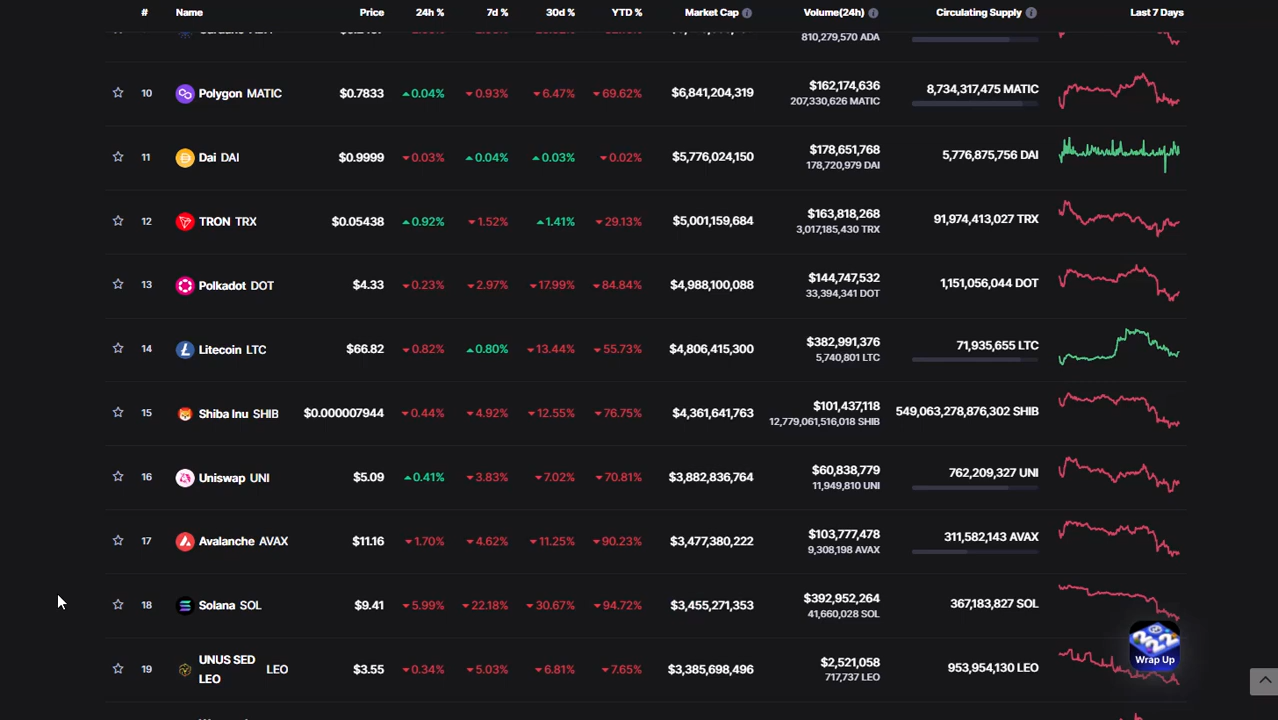 # Name Price 24h % 7d % 30d % YTD % Market Cap Volume(24h) Circulating Supply Last 7 Days
810,279,570 ADA
10 Polygon MATIC $0.7833 0.04% 0.93% 6.47% 69.62% $6,841,204,319 $162,174,636 8,734,317,475 MATIC
207,330,626 MATIC
11 Dai DAI $0.9999 0.03% 0.04% 0.03% 0.02% $5,776,024,150 $178,651,768 5,776,875,756 DAI
178,720,979 DAI
12 TRON TRX $0.05438 0.92% 1.52% 1.41% 29.13% $5,001,159,684 $163,818,268 91,974,413,027 TRX
3,017,185,430 TRX
13 Polkadot DOT $4.33 0.23% 2.97% 17.99% 84.84% $4,988,100,088 $144,747,532 1,151,056,044 DOT
33,394,341 DOT
14 Litecoin LTC $66.82 0.82% 0.80% 13.44% 55.73% $4,806,415,300 $382,991,376 71,935,655 LTC
5,740,801 LTC
15 Shiba Inu SHIB $0.000007944 0.44% 4.92% 12.55% 76.75% $4,361,641,763 $101,437,118 549,063,278,876,302 SHIB
12,779,061,516,018 SHIB
16 Uniswap UNI $5.09 0.41% 3.83% 7.02% 70.81% $3,882,836,764 $60,838,779 762,209,327 UNI
11,949,810 UNI
17 Avalanche AVAX $11.16 1.70% 4.62% 11.25% 90.23% $3,477,380,222 $103,777,478 311,582,143 AVAX
9,308,198 AVAX
18 Solana SOL $9.41 5.99% 22.18% 30.67% 94.72% $3,455,271,353 $392,952,264 367,183,827 SOL
41,660,028 SOL
2022
Wrap Up
19 UNUS SED LEO LEO $3.55 0.34% 5.03% 6.81% 7.65% $3,385,698,496 $2,521,058 953,954,130 LEO
717,737 LEO